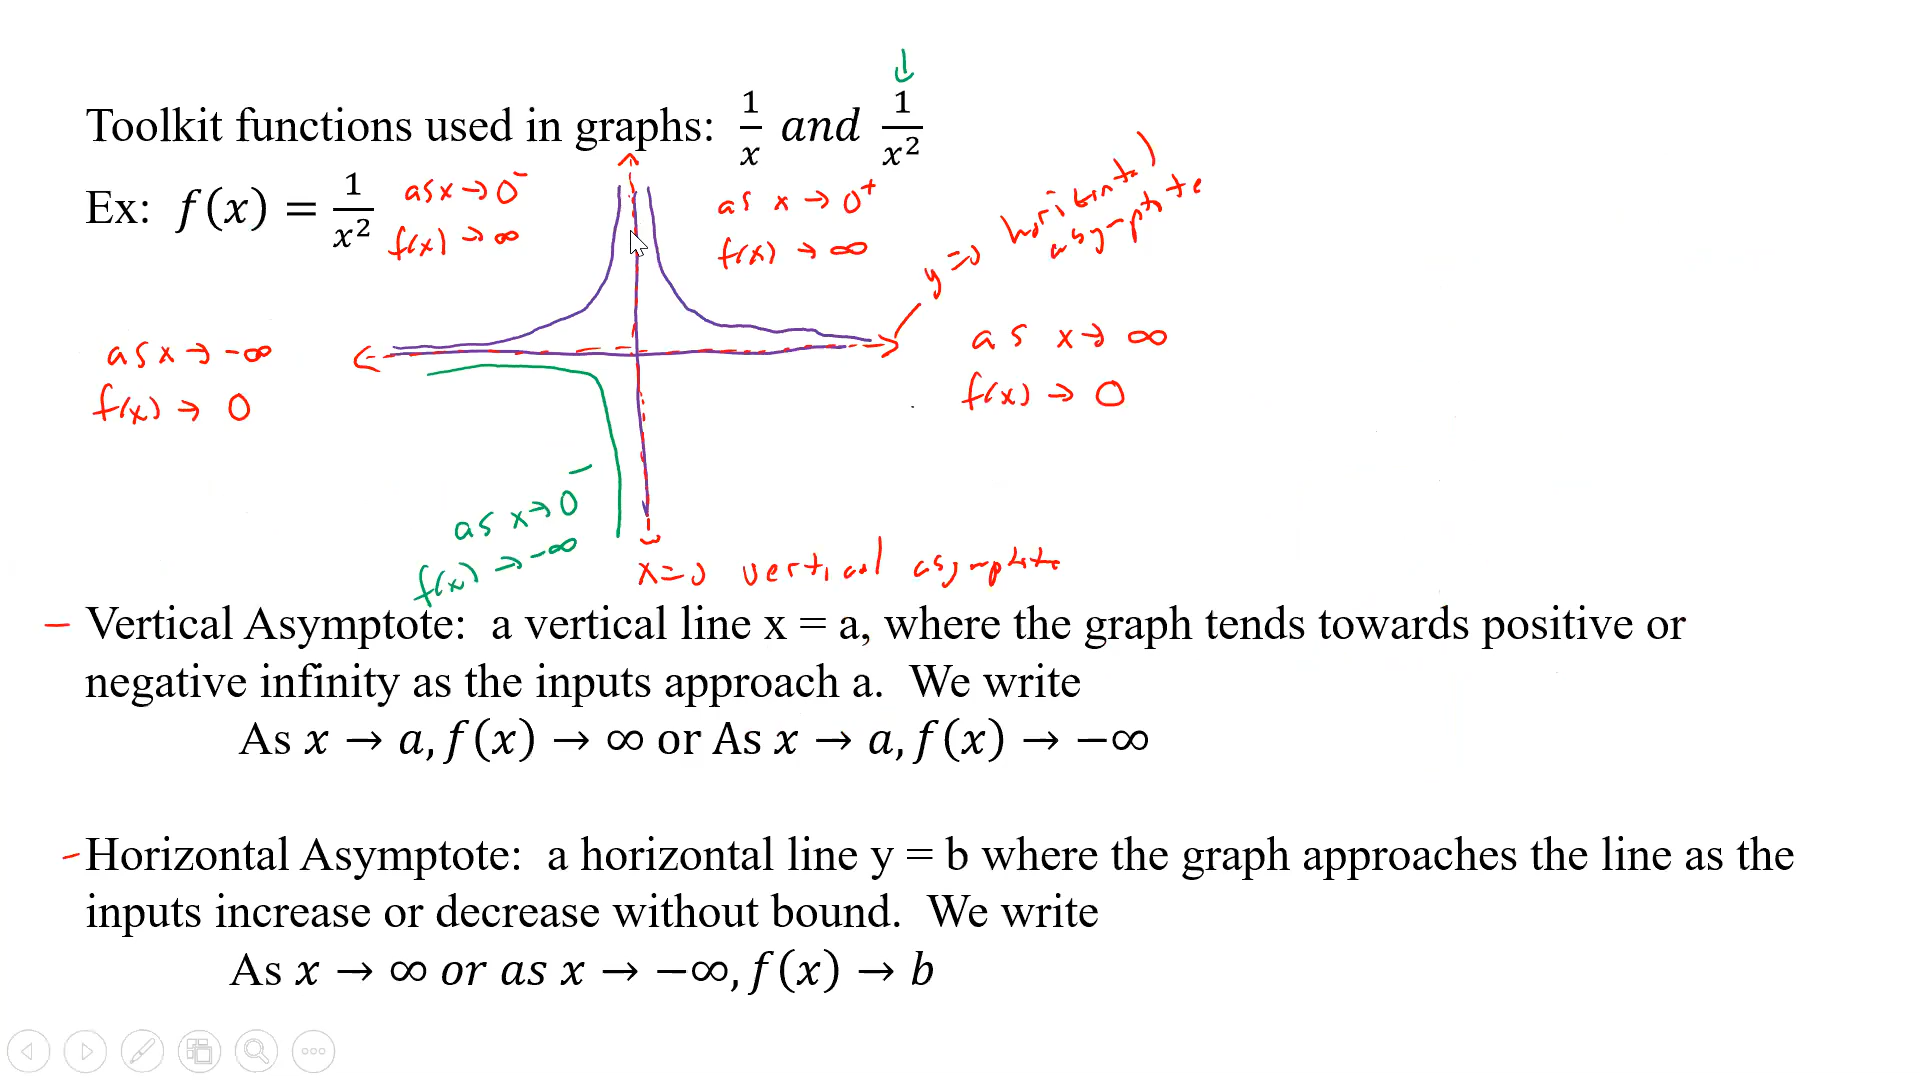 Toolkit functions used in graphs: 1/x and 1/x²
Ex: f(x) = 1/x²
as x → 0⁻
f(x) → ∞
as x → 0⁺
f(x) → ∞
y=0 horizontal
asymptote
as x → -∞
f(x) → 0
as x → ∞
f(x) → 0
as x → 0⁻
f(x) → -∞
x=0 vertical asymptote
- Vertical Asymptote: a vertical line x = a, where the graph tends towards positive or
negative infinity as the inputs approach a. We write
As x → a, f(x) → ∞ or As x → a, f(x) → −∞
- Horizontal Asymptote: a horizontal line y = b where the graph approaches the line as the
inputs increase or decrease without bound. We write
As x → ∞ or as x → −∞, f(x) → b